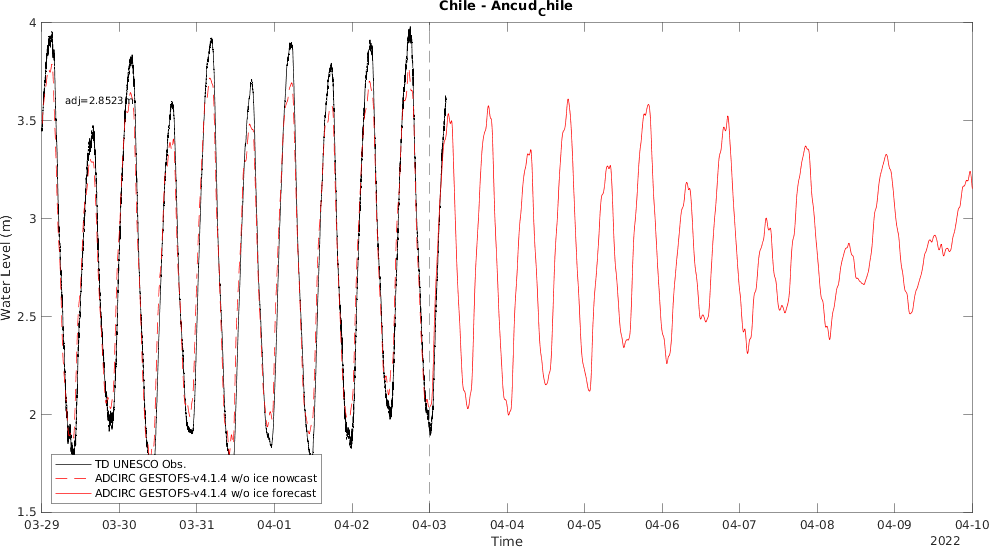 Chile - Ancud_Chile
4
3.5
3
2.5
2
1.5
Water Level (m)
adj=2.8523 m
TD UNESCO Obs.
ADCIRC GESTOFS-v4.1.4 w/o ice nowcast
ADCIRC GESTOFS-v4.1.4 w/o ice forecast
03-29 03-30 03-31 04-01 04-02 04-03 04-04 04-05 04-06 04-07 04-08 04-09 04-10
Time
2022